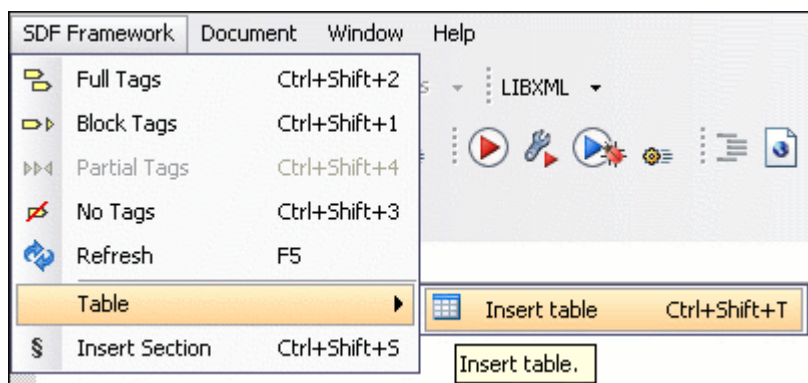 SDF Framework Document Window Help
Full Tags Ctrl+Shift+2
LIBXML
Block Tags Ctrl+Shift+1
Partial Tags Ctrl+Shift+4
No Tags Ctrl+Shift+3
Refresh F5
Table Insert table Ctrl+Shift+T
§ Insert Section Ctrl+Shift+S
Insert table.